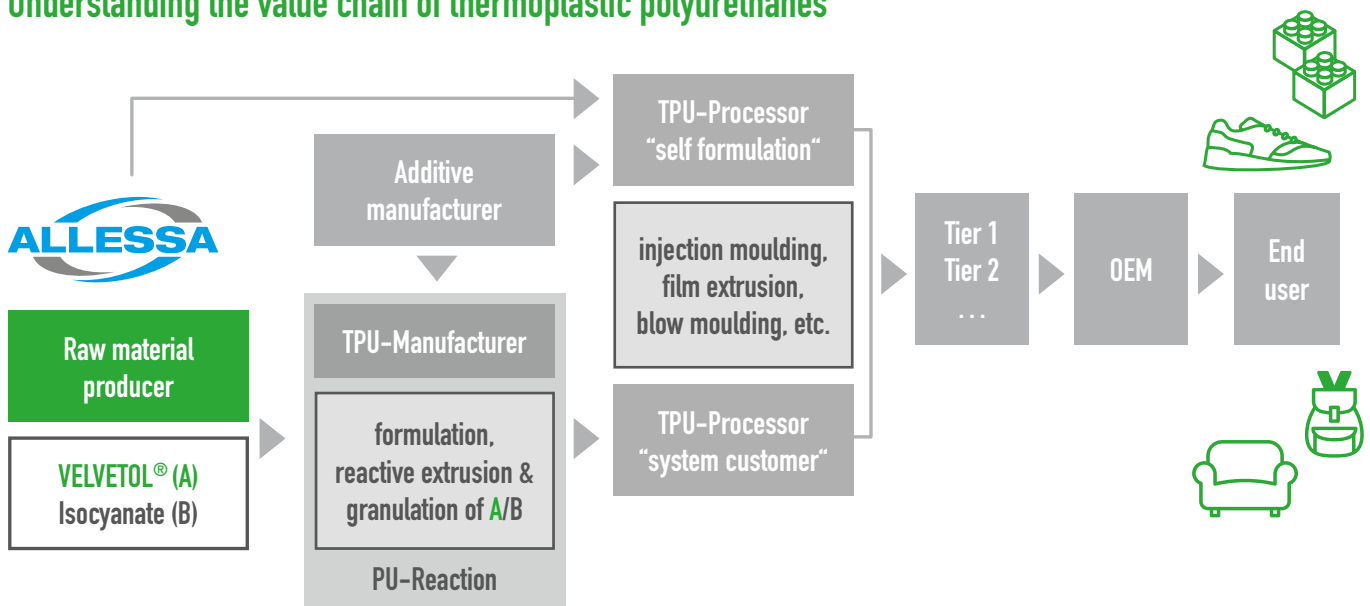 Understanding the value chain of thermoplastic polyurethanes
ALLESSA
Raw material
producer
VELVETOL® (A)
Isocyanate (B)
Additive
manufacturer
TPU-Manufacturer
formulation,
reactive extrusion &
granulation of A/B
PU-Reaction
TPU-Processor
“self formulation“
injection moulding,
film extrusion,
blow moulding, etc.
TPU-Processor
“system customer“
Tier 1
Tier 2
...
OEM
End
user